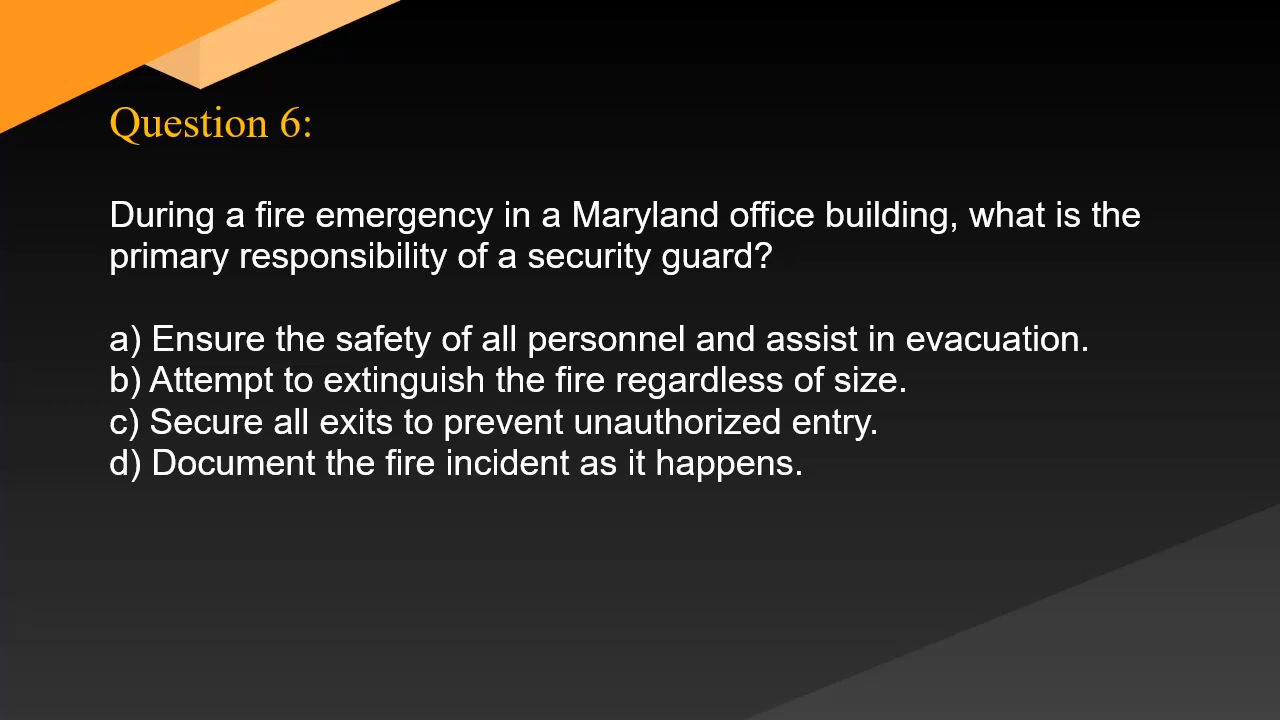 Question 6:
During a fire emergency in a Maryland office building, what is the
primary responsibility of a security guard?
a) Ensure the safety of all personnel and assist in evacuation.
b) Attempt to extinguish the fire regardless of size.
c) Secure all exits to prevent unauthorized entry.
d) Document the fire incident as it happens.